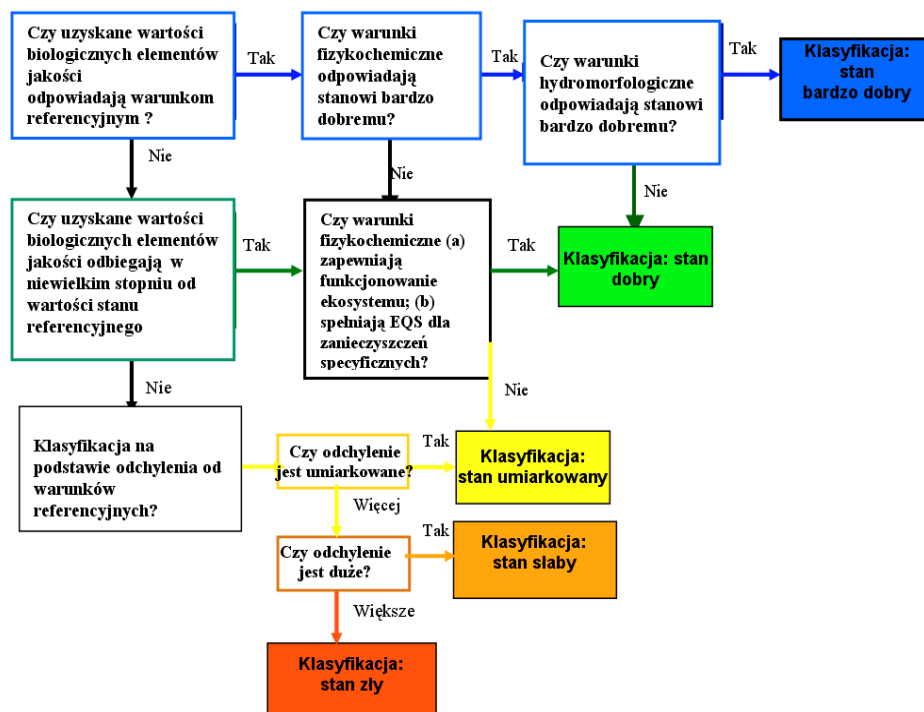 Czy uzyskane wartości
biologicznych elementów
jakości
odpowiadają warunkom
referencyjnym ?
Tak
Czy warunki
fizykochemiczne
odpowiadają
stanowi bardzo
dobremu?
Tak
Czy warunki
hydromorfologiczne
odpowiadają stanowi
bardzo dobremu?
Tak
Klasyfikacja:
stan
bardzo dobry
Nie
Nie
Nie
Czy uzyskane wartości
biologicznych elementów
jakości odbiegają w
niewielkim stopniu od
wartości stanu
referencyjnego
Tak
Czy warunki
fizykochemiczne (a)
zapewniają
funkcjonowanie
ekosystemu; (b)
spełniają EQS dla
zanieczyszczeń
specyficznych?
Tak
Klasyfikacja: stan
dobry
Nie
Nie
Klasyfikacja na
podstawie odchylenia od
warunków
referencyjnych?
Czy odchylenie
jest umiarkowane?
Tak
Klasyfikacja:
stan umiarkowany
Więcej
Czy odchylenie
jest duże?
Tak
Klasyfikacja:
stan słaby
Większe
Klasyfikacja:
stan zły